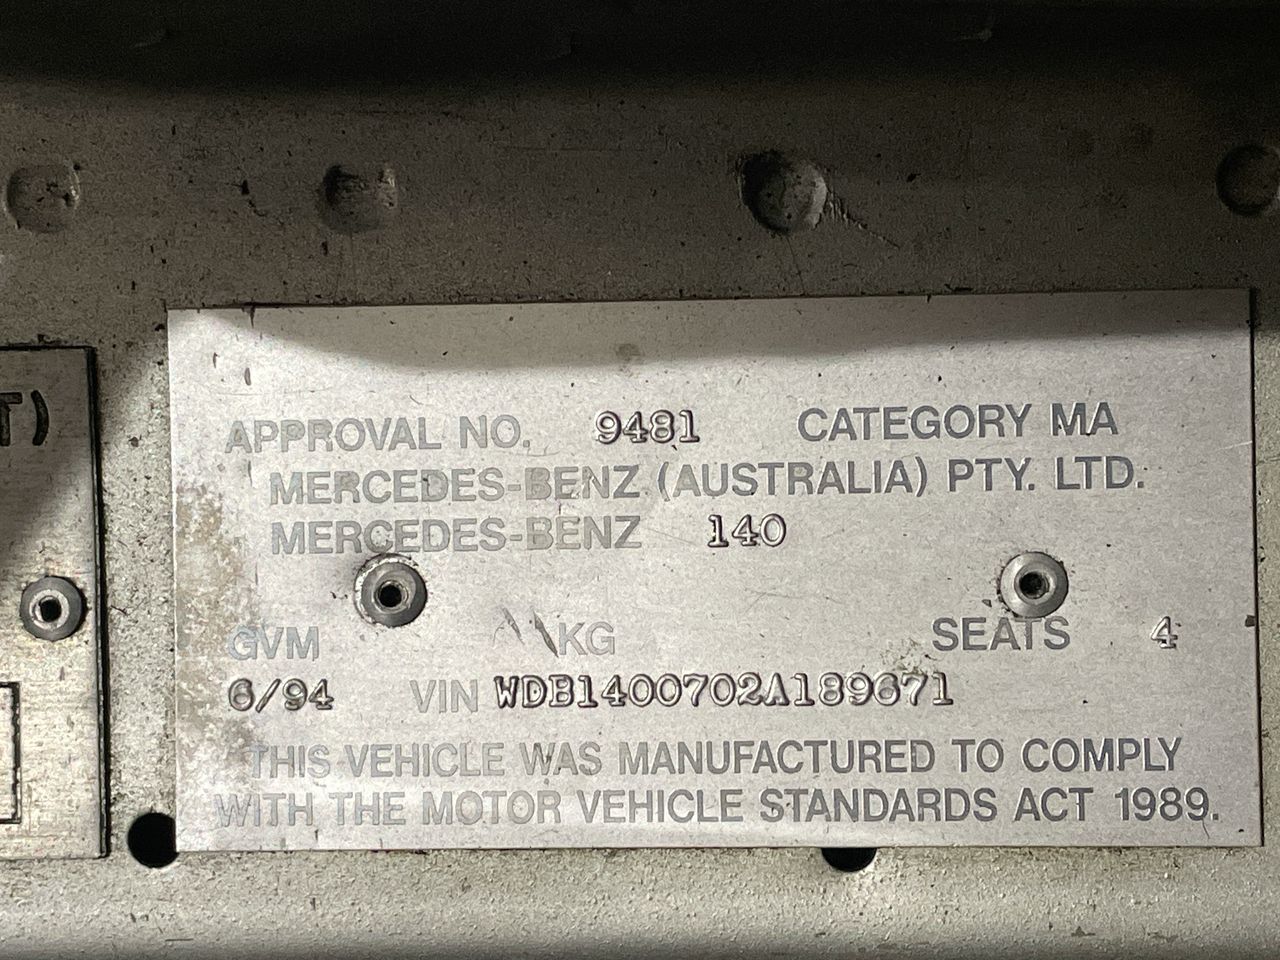 T)
APPROVAL NO. 9481 CATEGORY MA
MERCEDES-BENZ (AUSTRALIA) PTY. LTD.
MERCEDES-BENZ 140
GVM KG SEATS 4
6/94 VIN WDB1400702A189671
THIS VEHICLE WAS MANUFACTURED TO COMPLY
WITH THE MOTOR VEHICLE STANDARDS ACT 1989.